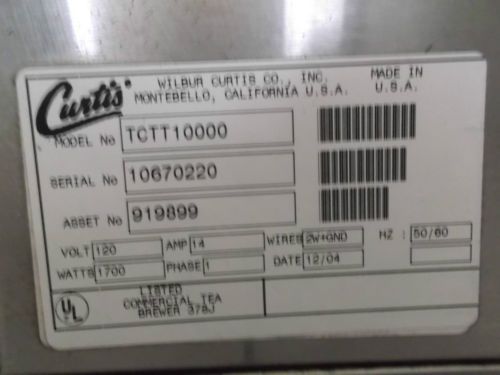 Curtis
WILBUR CURTIS CO., INC.
MONTEBELLO, CALIFORNIA U.S.A.
MADE IN
U.S.A.
MODEL No TCTT10000
SERIAL No 10670220
ASSET No 919899
VOLT 120 AMP 14 WIRES 2W+GND HZ : 50/60
WATTS 1700 PHASE 1 DATE 12/04
UL
LISTED
COMMERCIAL TEA
BREWER 379J